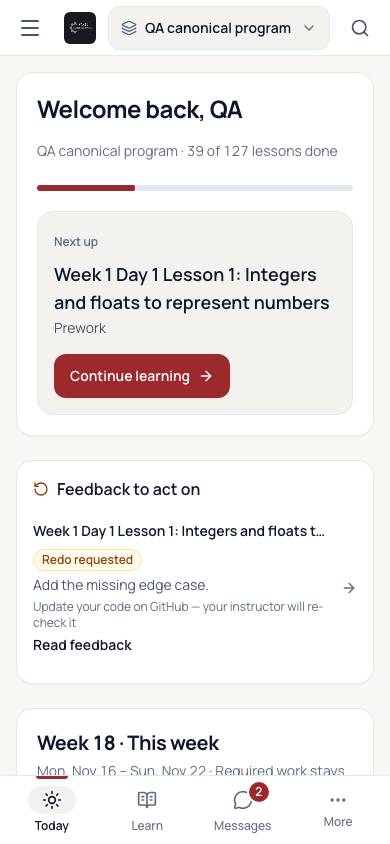 QA canonical program
Welcome back, QA
QA canonical program · 39 of 127 lessons done
Next up
Week 1 Day 1 Lesson 1: Integers
and floats to represent numbers
Prework
Continue learning
Feedback to act on
Week 1 Day 1 Lesson 1: Integers and floats t...
Redo requested
Add the missing edge case.
Update your code on GitHub — your instructor will re-
check it
Read feedback
Week 18 · This week
Mon, Nov 16 – Sun, Nov 22 · Required work stays
2
Today
Learn
Messages
More